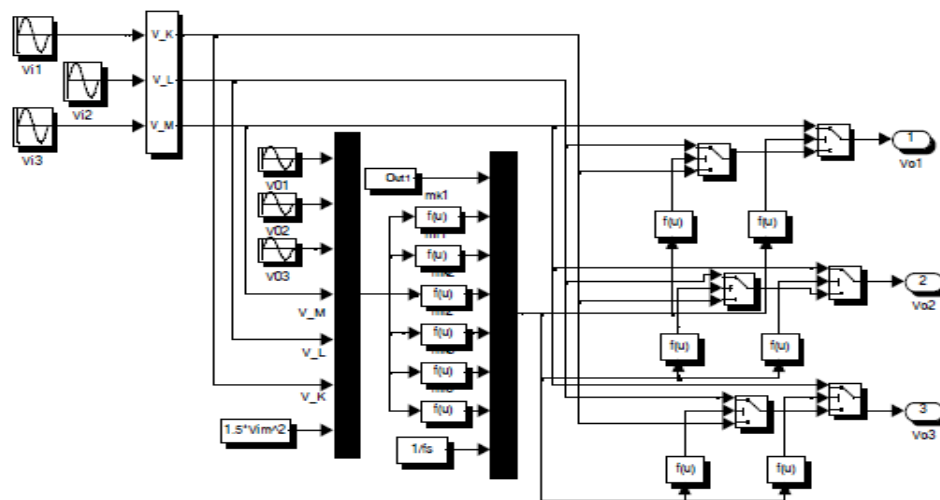 Vi1
Vi2
Vi3
V_K
V_L
V_M
V01
V02
V03
V_M
V_L
V_K
1.5*Vim^2
Out1
mk1
f(u)
f(u)
f(u)
f(u)
f(u)
f(u)
1/fs
f(u)
f(u)
f(u)
f(u)
f(u)
f(u)
1
Vo1
2
Vo2
3
Vo3